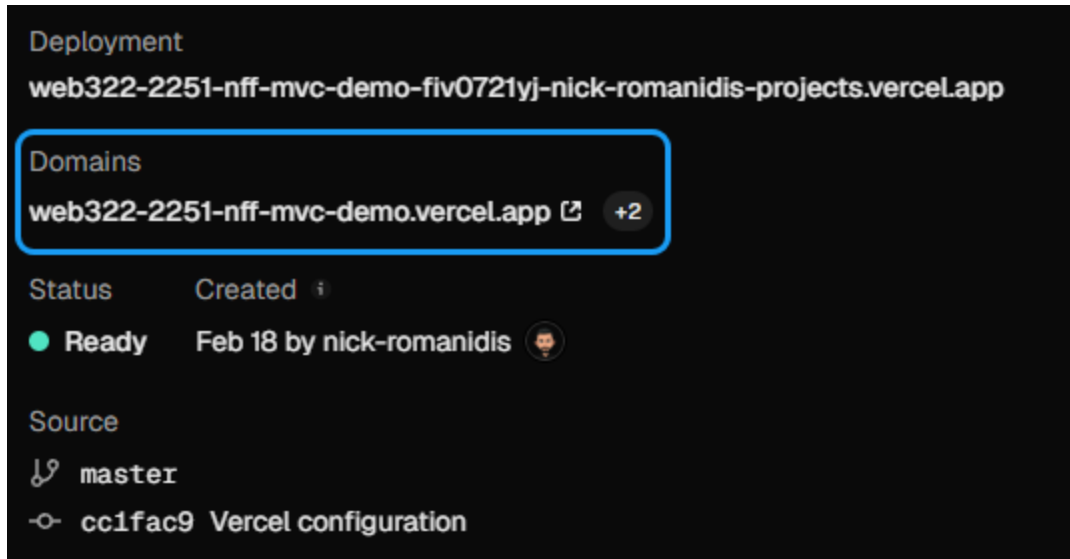 Deployment
web322-2251-nff-mvc-demo-fiv0721yj-nick-romanidis-projects.vercel.app
Domains
web322-2251-nff-mvc-demo.vercel.app +2
Status Created
Ready Feb 18 by nick-romanidis
Source
master
cc1fac9 Vercel configuration